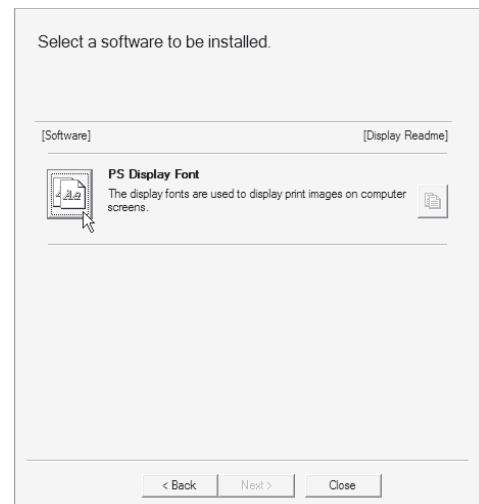 Select a software to be installed.
[Software] [Display Readme]
PS Display Font
The display fonts are used to display print images on computer
screens.
< Back Next > Close